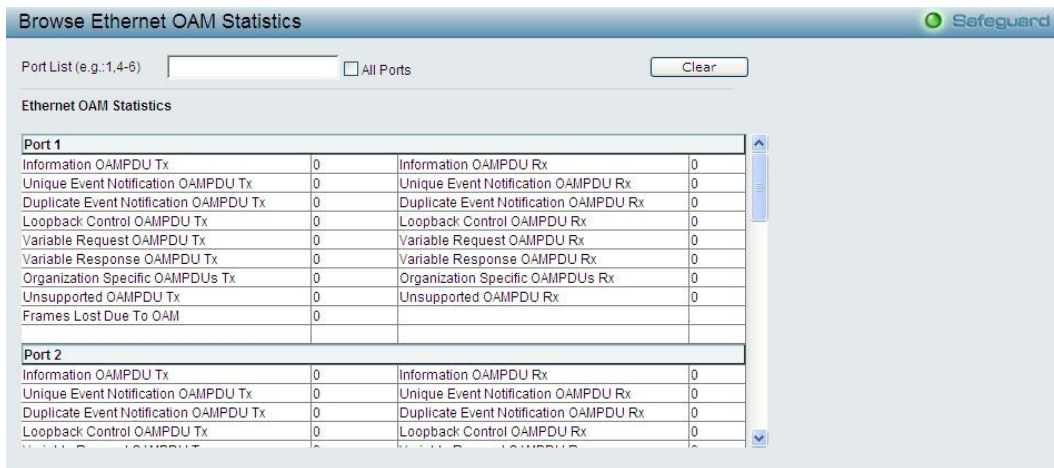 Browse Ethernet OAM Statistics
Safeguard
Port List (e.g.:1,4-6) All Ports Clear
Ethernet OAM Statistics
Port 1
Information OAMPDU Tx 0 Information OAMPDU Rx 0
Unique Event Notification OAMPDU Tx 0 Unique Event Notification OAMPDU Rx 0
Duplicate Event Notification OAMPDU Tx 0 Duplicate Event Notification OAMPDU Rx 0
Loopback Control OAMPDU Tx 0 Loopback Control OAMPDU Rx 0
Variable Request OAMPDU Tx 0 Variable Request OAMPDU Rx 0
Variable Response OAMPDU Tx 0 Variable Response OAMPDU Rx 0
Organization Specific OAMPDUs Tx 0 Organization Specific OAMPDUs Rx 0
Unsupported OAMPDU Tx 0 Unsupported OAMPDU Rx 0
Frames Lost Due To OAM 0
Port 2
Information OAMPDU Tx 0 Information OAMPDU Rx 0
Unique Event Notification OAMPDU Tx 0 Unique Event Notification OAMPDU Rx 0
Duplicate Event Notification OAMPDU Tx 0 Duplicate Event Notification OAMPDU Rx 0
Loopback Control OAMPDU Tx 0 Loopback Control OAMPDU Rx 0